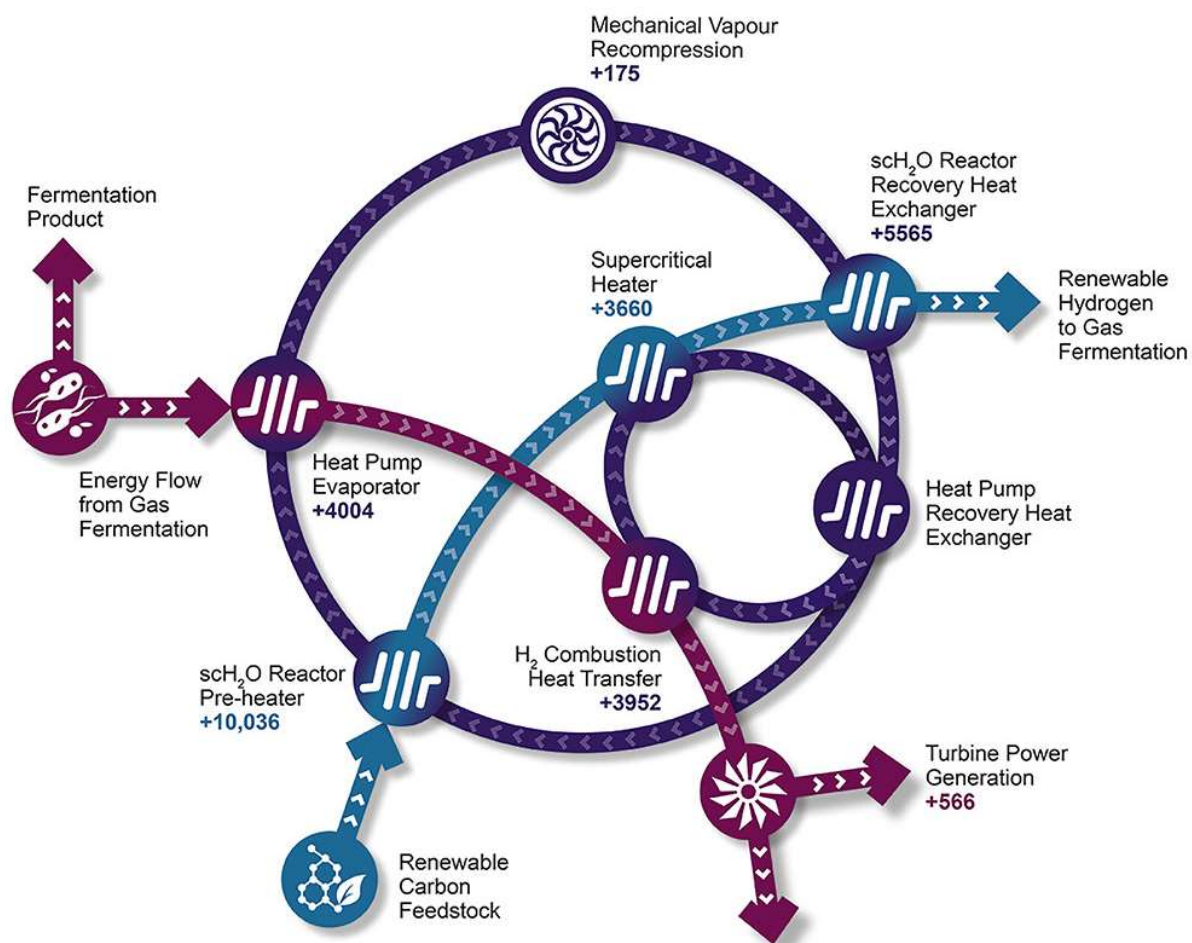 Mechanical Vapour
Recompression
+175
scH₂O Reactor
Recovery Heat
Exchanger
+5565
Fermentation
Product
Supercritical
Heater
+3660
Renewable
Hydrogen
to Gas
Fermentation
Energy Flow
from Gas
Fermentation
Heat Pump
Evaporator
+4004
Heat Pump
Recovery Heat
Exchanger
scH₂O Reactor
Pre-heater
+10,036
H₂ Combustion
Heat Transfer
+3952
Turbine Power
Generation
+566
Renewable
Carbon
Feedstock